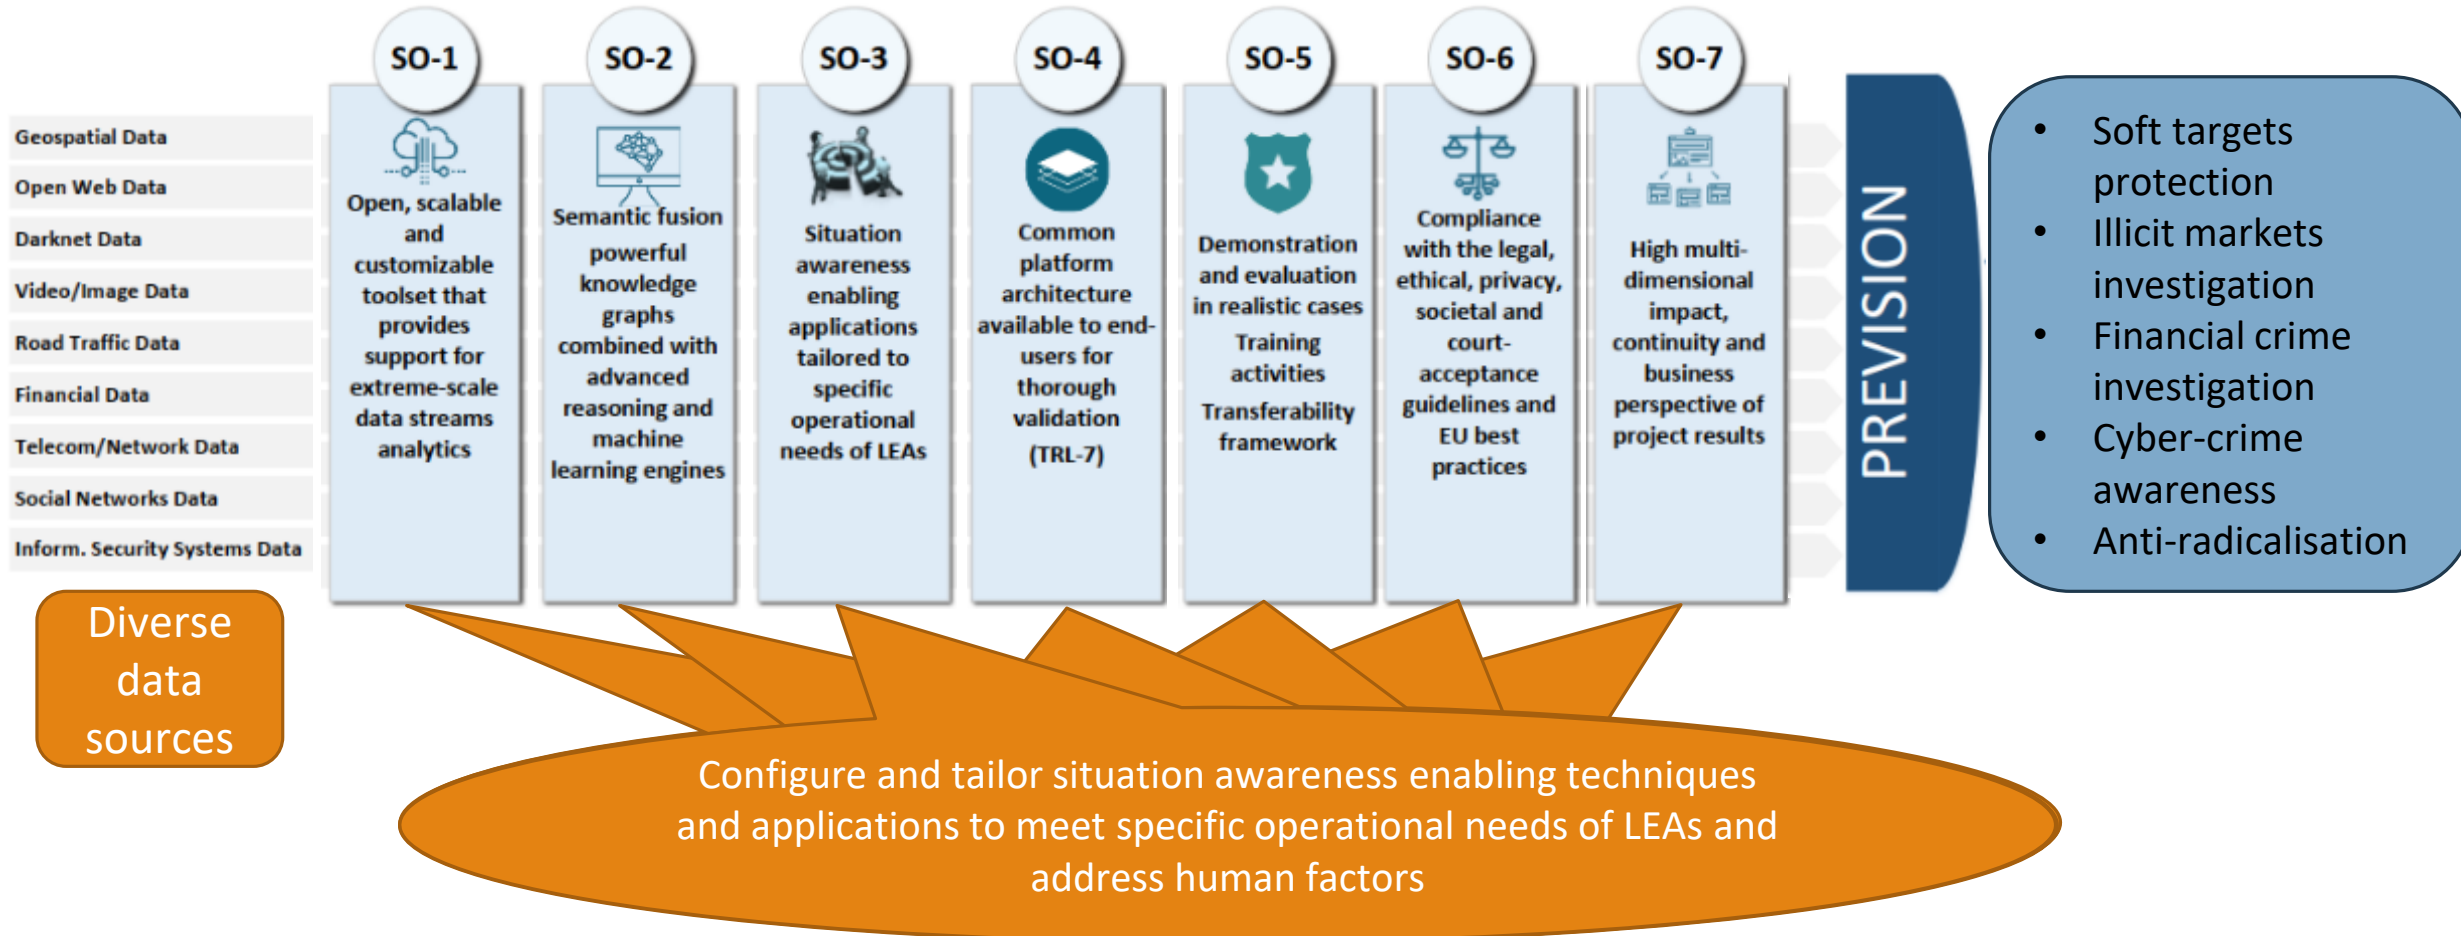 Geospatial Data
Open Web Data
Darknet Data
Video/Image Data
Road Traffic Data
Financial Data
Telecom/Network Data
Social Networks Data
Inform. Security Systems Data
Diverse
data
sources
SO-1
Open, scalable
and
customizable
toolset that
provides
support for
extreme-scale
data streams
analytics
SO-2
Semantic fusion
powerful
knowledge
graphs
combined with
advanced
reasoning and
machine
learning engines
SO-3
Situation
awareness
enabling
applications
tailored to
specific
operational
needs of LEAs
SO-4
Common
platform
architecture
available to end-
users for
thorough
validation
(TRL-7)
SO-5
Demonstration
and evaluation
in realistic cases
Training
activities
Transferability
framework
SO-6
Compliance
with the legal,
ethical, privacy,
societal and
court-
acceptance
guidelines and
EU best
practices
SO-7
High multi-
dimensional
impact,
continuity and
business
perspective of
project results
PREVISION
• Soft targets
protection
• Illicit markets
investigation
• Financial crime
investigation
• Cyber-crime
awareness
• Anti-radicalisation
Configure and tailor situation awareness enabling techniques
and applications to meet specific operational needs of LEAs and
address human factors